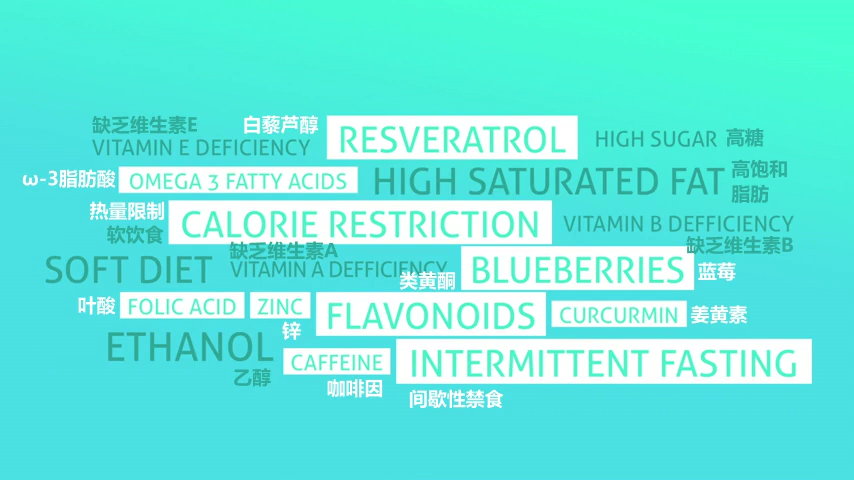 缺乏维生素E 白藜芦醇
VITAMIN E DEFICIENCY RESVERATROL HIGH SUGAR 高糖
ω-3脂肪酸 OMEGA 3 FATTY ACIDS HIGH SATURATED FAT 高饱和
脂肪
热量限制 CALORIE RESTRICTION VITAMIN B DEFFICIENCY
软饮食 缺乏维生素A 缺乏维生素B
SOFT DIET VITAMIN A DEFFICIENCY 类黄酮 BLUEBERRIES 蓝莓
叶酸 FOLIC ACID ZINC FLAVONOIDS CURCURMIN 姜黄素
锌
ETHANOL CAFFEINE INTERMITTENT FASTING
乙醇 咖啡因 间歇性禁食